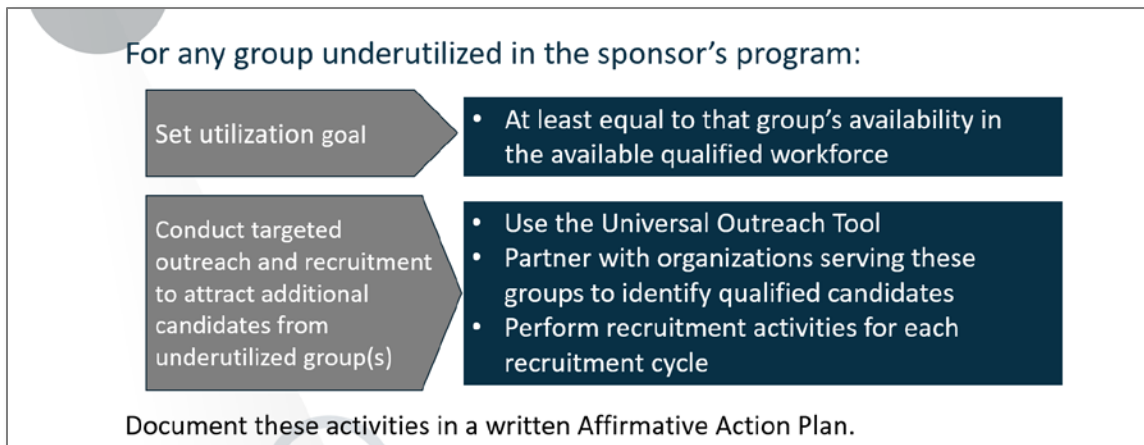 For any group underutilized in the sponsor’s program:
Set utilization goal
• At least equal to that group’s availability in
the available qualified workforce
Conduct targeted
outreach and recruitment
to attract additional
candidates from
underutilized group(s)
• Use the Universal Outreach Tool
• Partner with organizations serving these
groups to identify qualified candidates
• Perform recruitment activities for each
recruitment cycle
Document these activities in a written Affirmative Action Plan.